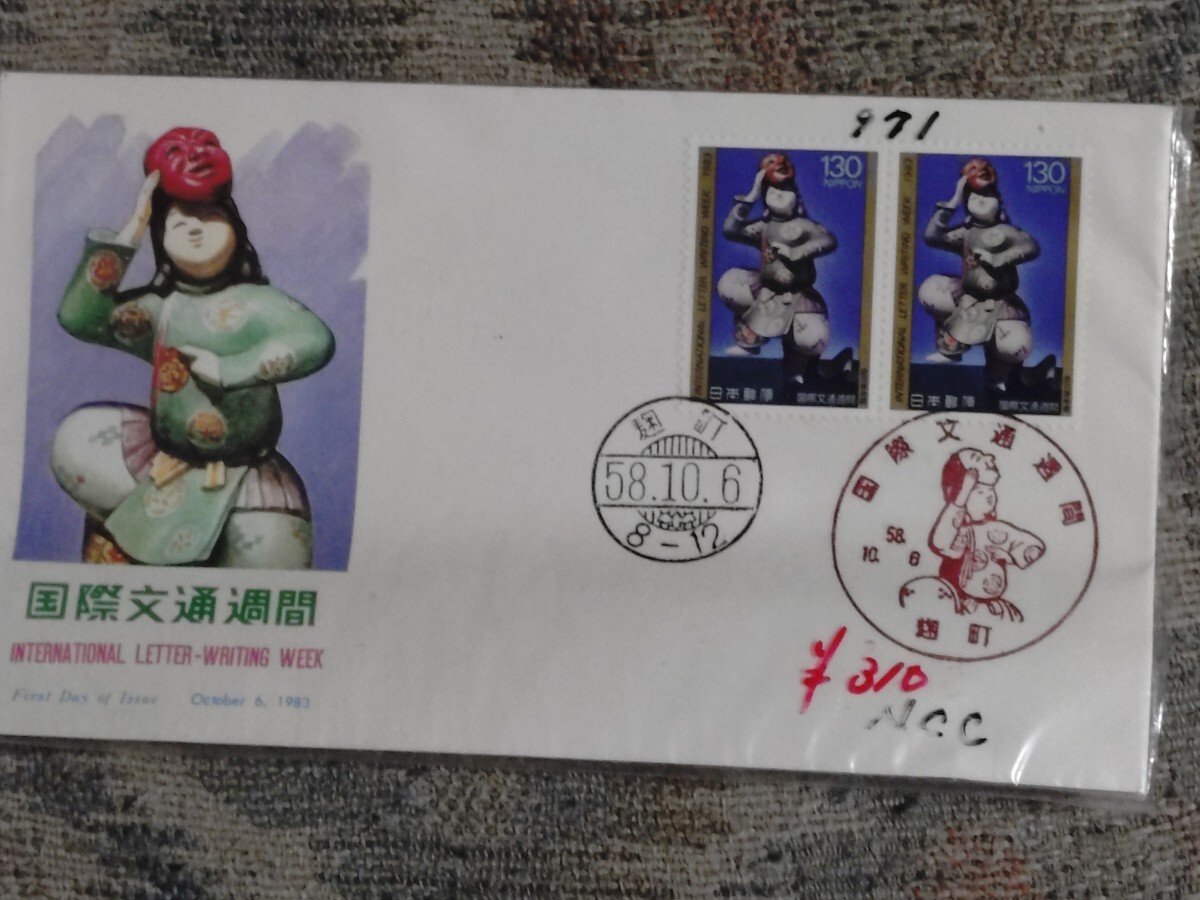 971
130
NIPPON
INTERNATIONAL LETTER WRITING WEEK 1983
日本郵便 国際文通週間
130
NIPPON
INTERNATIONAL LETTER WRITING WEEK 1983
日本郵便 国際文通週間
麹町
58.10.6
8-12
国際文通週間
58.
10. 6
麹町
国際文通週間
INTERNATIONAL LETTER-WRITING WEEK
First Day of Issue October 6, 1983
¥310
NCC